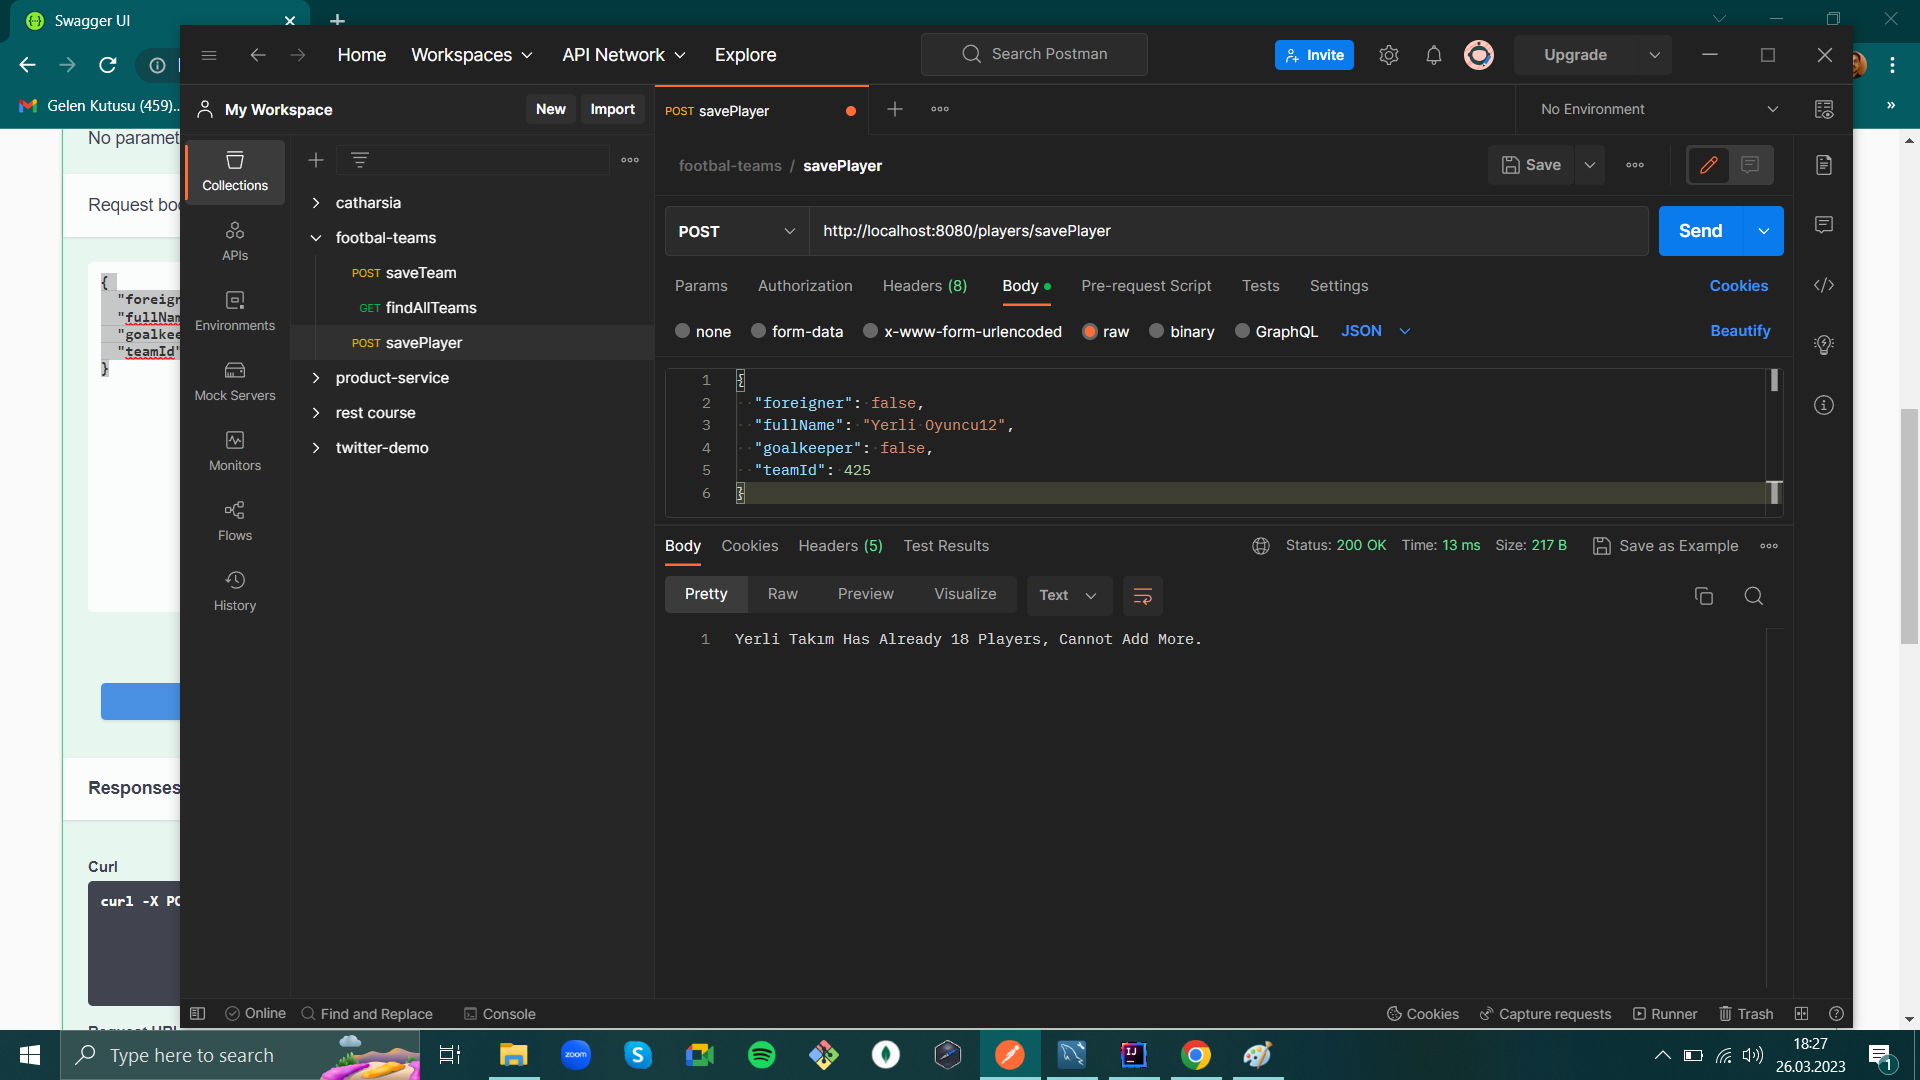 Swagger UI
Home
Workspaces
API Network
Explore
Search Postman
Invite
Upgrade
Gelen Kutusu (459)...
My Workspace
New
Import
POST savePlayer
No Environment
No paramet
Collections
footbal-teams / savePlayer
Save
Request bo
catharsia
footbal-teams
POST
http://localhost:8080/players/savePlayer
Send
APIs
POST saveTeam
Params
Authorization
Headers (8)
Body
Pre-request Script
Tests
Settings
Cookies
{
"foreign
"fullNam
"goalkee
"teamId"
}
GET findAllTeams
Environments
none
form-data
x-www-form-urlencoded
raw
binary
GraphQL
JSON
Beautify
POST savePlayer
product-service
Mock Servers
rest course
twitter-demo
Monitors
1 {
2 "foreigner": false,
3 "fullName": "Yerli Oyuncu12",
4 "goalkeeper": false,
5 "teamId": 425
6 }
Flows
History
Body
Cookies
Headers (5)
Test Results
Status: 200 OK
Time: 13 ms
Size: 217 B
Save as Example
Pretty
Raw
Preview
Visualize
Text
1 Yerli Takım Has Already 18 Players, Cannot Add More.
Responses
Curl
curl -X PO
Online
Find and Replace
Console
Cookies
Capture requests
Runner
Trash
Type here to search
zoom
IJ
18:27
26.03.2023
1